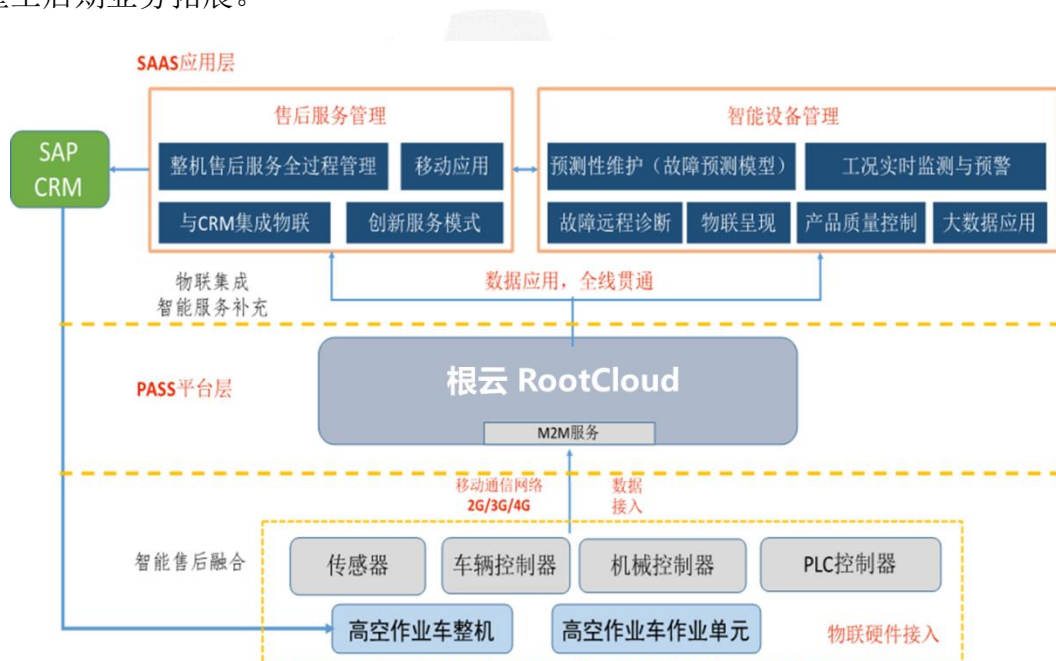 SAAS应用层
售后服务管理
智能设备管理
SAP
CRM
整机售后服务全过程管理
移动应用
预测性维护（故障预测模型）
工况实时监测与预警
与CRM集成物联
创新服务模式
故障远程诊断
物联呈现
产品质量控制
大数据应用
物联集成
智能服务补充
数据应用，全线贯通
PASS平台层
根云 RootCloud
M2M服务
移动通信网络
2G/3G/4G
数据
接入
智能售后融合
传感器
车辆控制器
机械控制器
PLC控制器
高空作业车整机
高空作业车作业单元
物联硬件接入